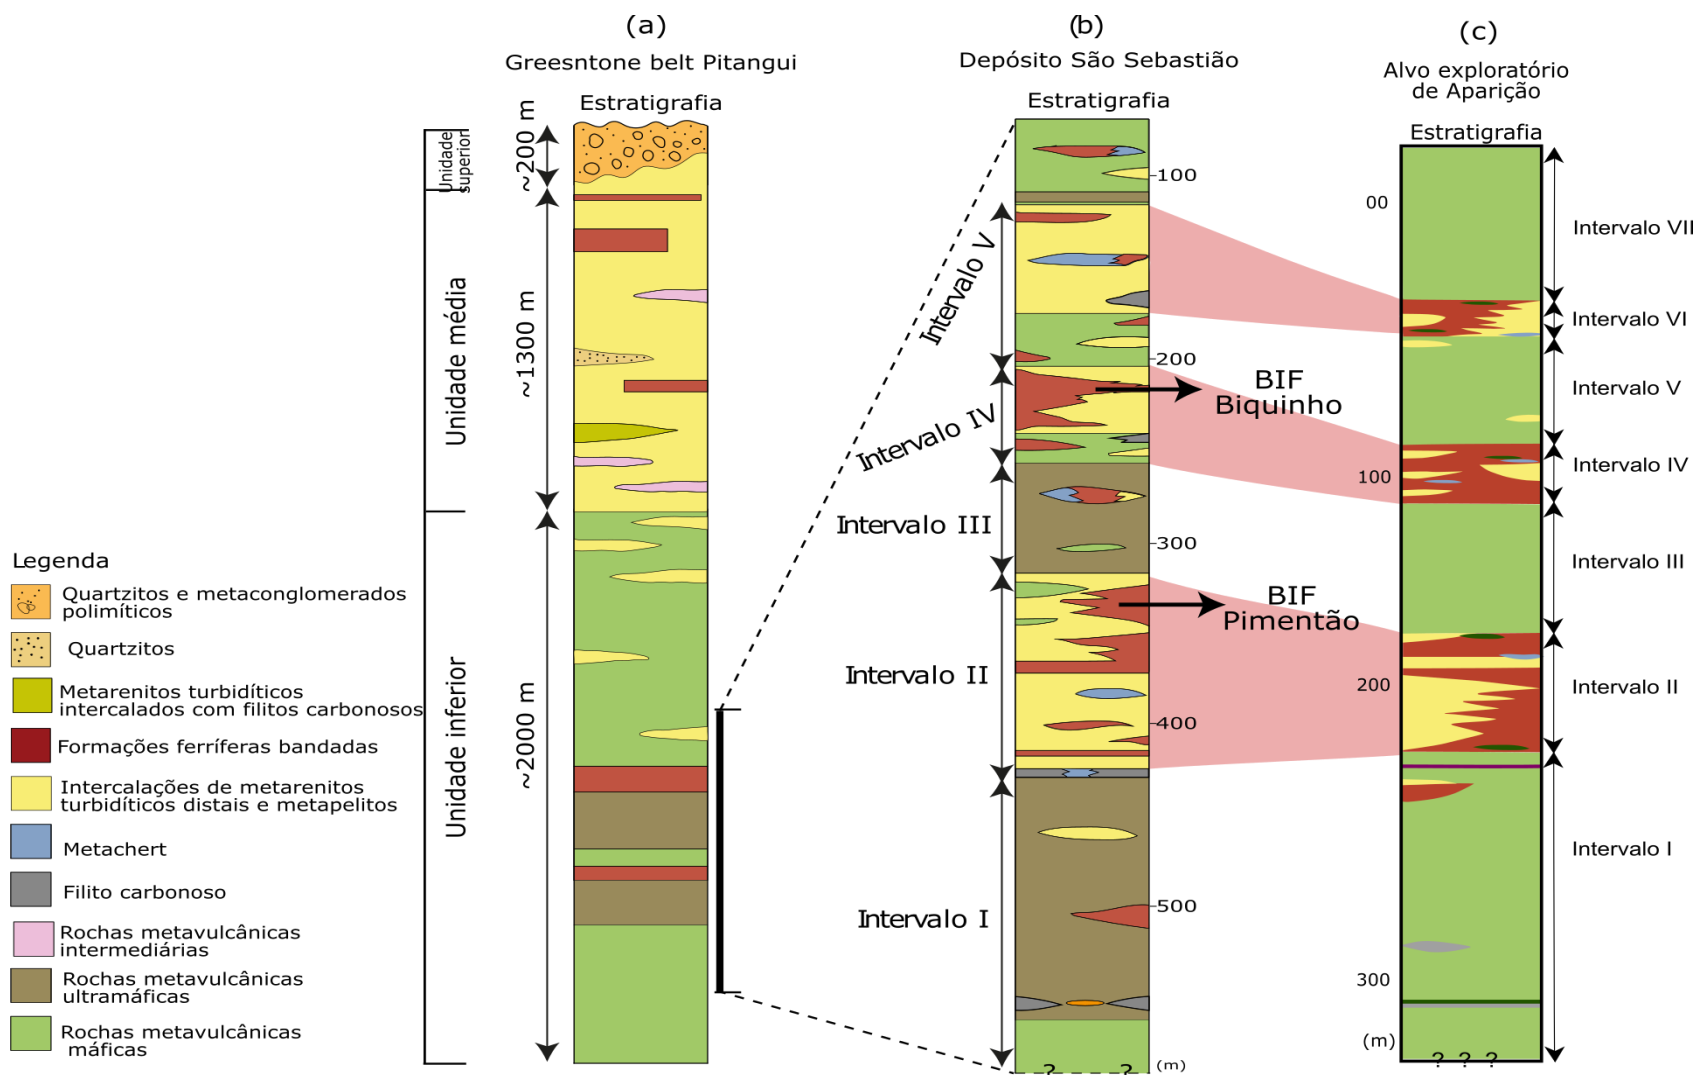 (a)
Greesntone belt Pitangui
Estratigrafia
Unidade
superior
Unidade média
Unidade inferior
~200 m
~1300 m
~2000 m
Legenda
Quartzitos e metaconglomerados
polimíticos
Quartzitos
Metarenitos turbidíticos
intercalados com filitos carbonosos
Formações ferríferas bandadas
Intercalações de metarenitos
turbidíticos distais e metapelitos
Metachert
Filito carbonoso
Rochas metavulcânicas
intermediárias
Rochas metavulcânicas
ultramáficas
Rochas metavulcânicas
máficas
(b)
Depósito São Sebastião
Estratigrafia
100
200
300
400
500
(m)
Intervalo V
Intervalo IV
Intervalo III
Intervalo II
Intervalo I
BIF
Biquinho
BIF
Pimentão
? ?
(c)
Alvo exploratório
de Aparição
Estratigrafia
00
100
200
300
(m)
Intervalo VII
Intervalo VI
Intervalo V
Intervalo IV
Intervalo III
Intervalo II
Intervalo I
? ? ?